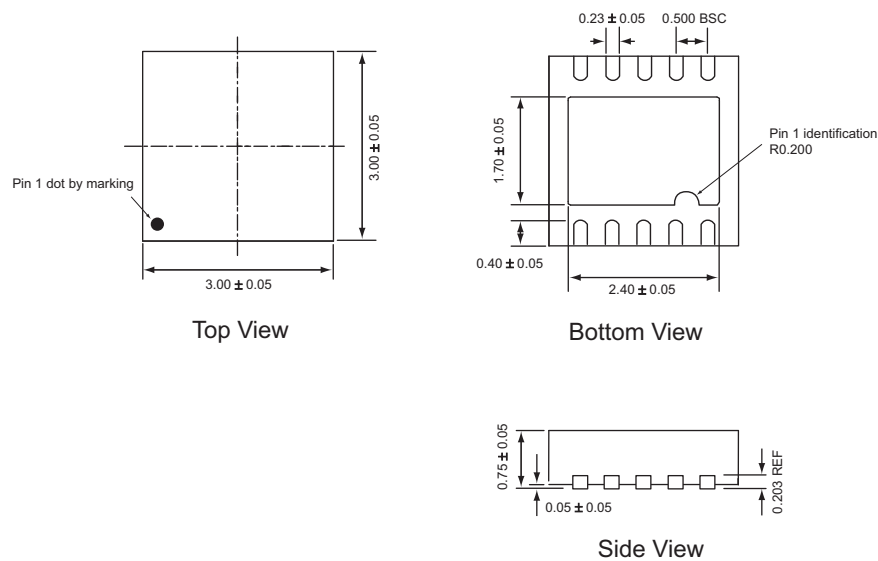 0.23 ± 0.05
0.500 BSC
3.00 ± 0.05
1.70 ± 0.05
Pin 1 identification
R0.200
Pin 1 dot by marking
0.40 ± 0.05
3.00 ± 0.05
2.40 ± 0.05
Top View
Bottom View
0.75 ± 0.05
0.203 REF
0.05 ± 0.05
Side View